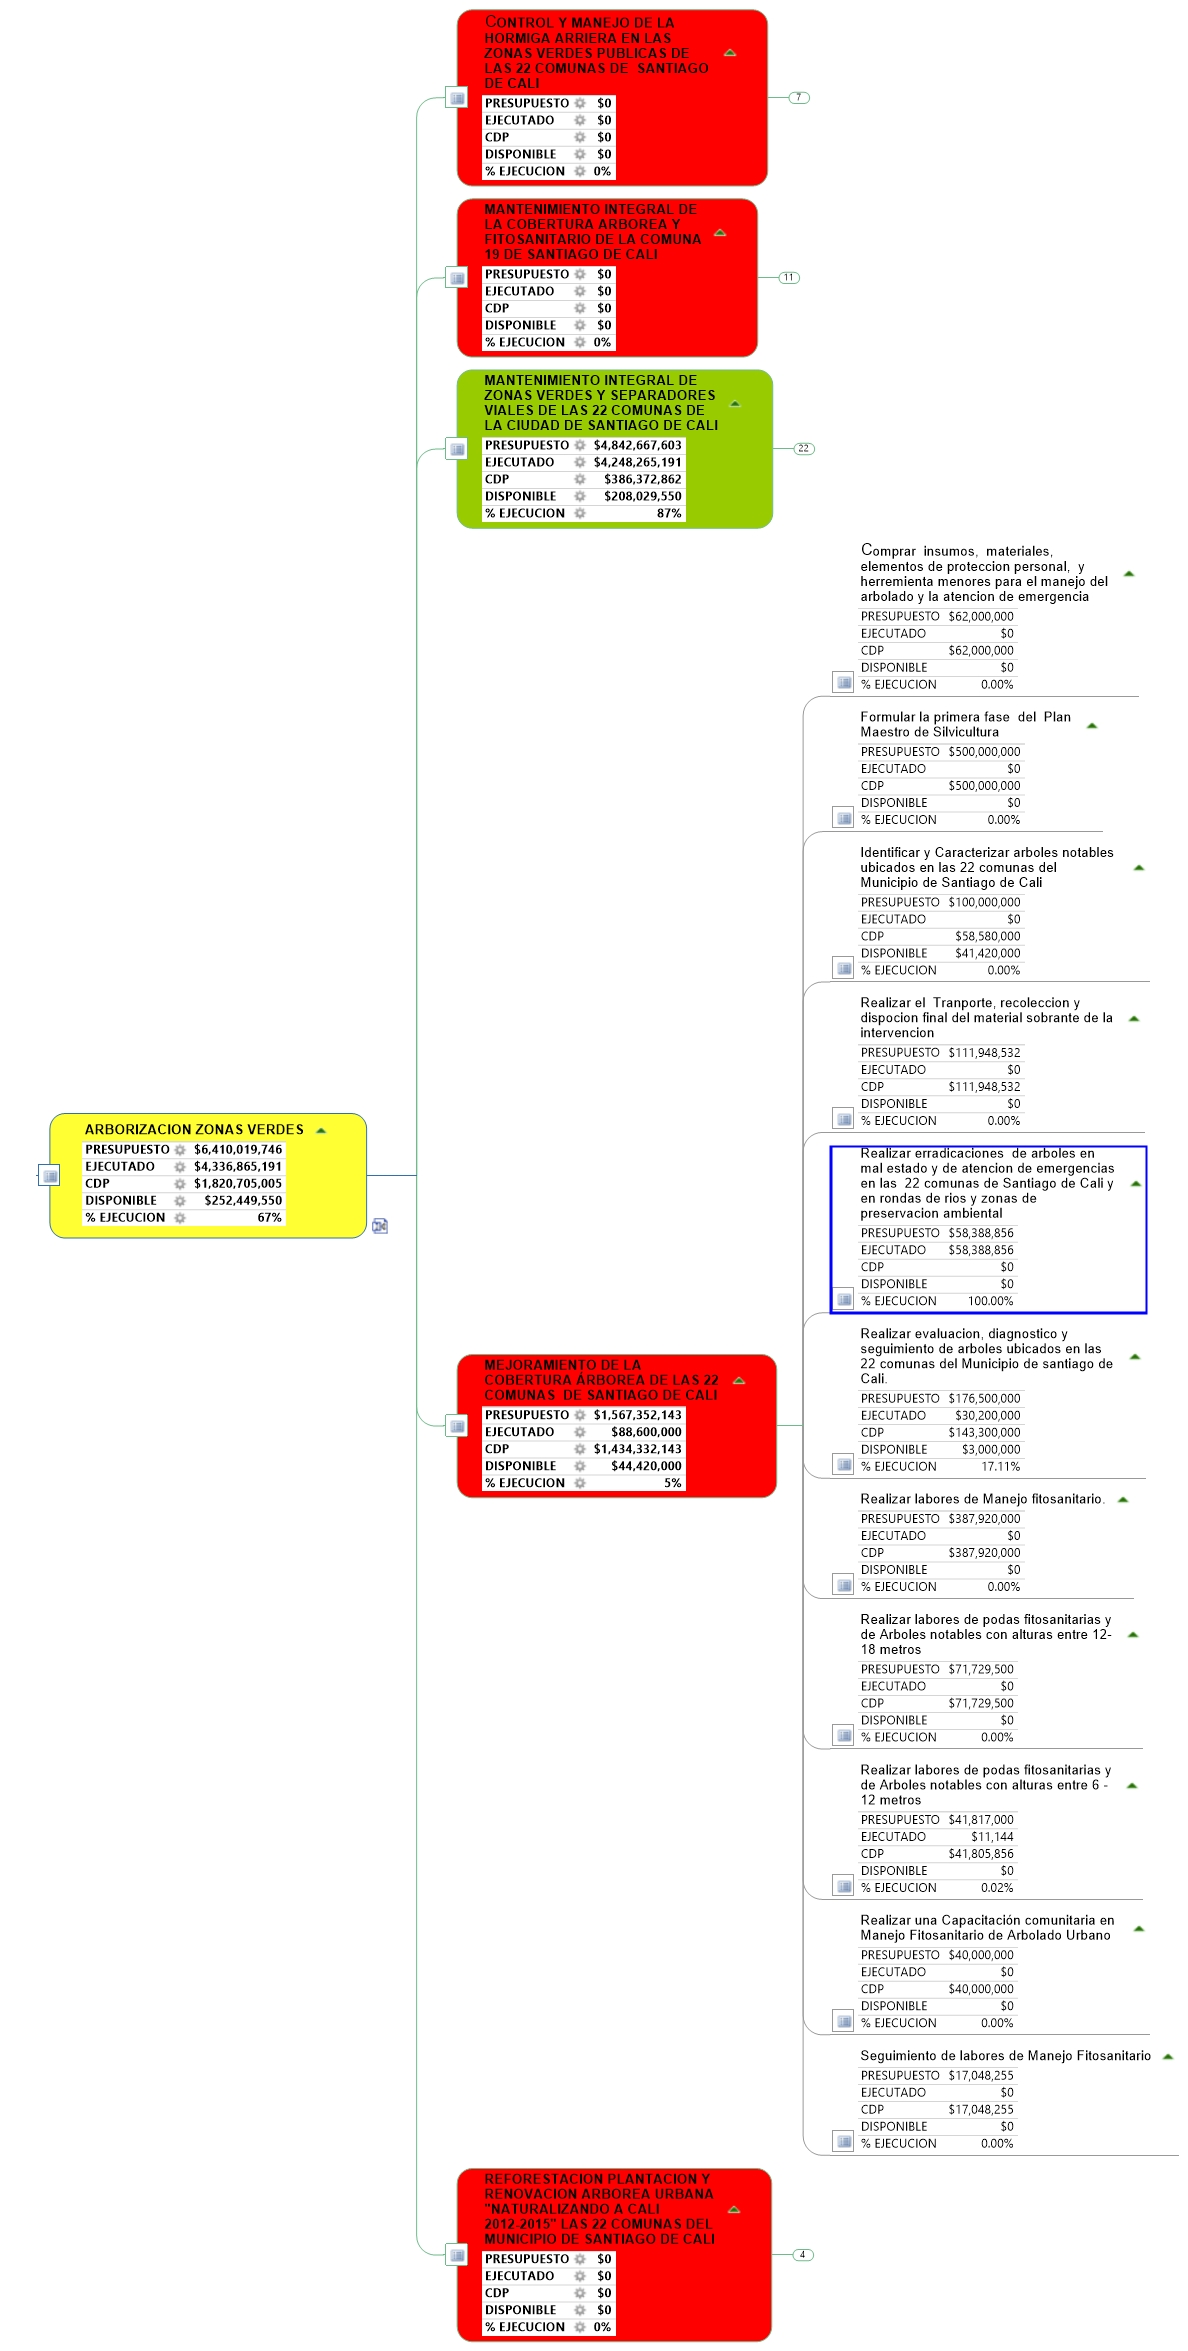 CONTROL Y MANEJO DE LA
HORMIGA ARRIERA EN LAS
ZONAS VERDES PUBLICAS DE
LAS 22 COMUNAS DE  SANTIAGO
DE CALI
PRESUPUESTO $0
EJECUTADO $0
CDP $0
DISPONIBLE $0
% EJECUCION 0%
7
MANTENIMIENTO INTEGRAL DE
LA COBERTURA ARBOREA Y
FITOSANITARIO DE LA COMUNA
19 DE SANTIAGO DE CALI
PRESUPUESTO $0
EJECUTADO $0
CDP $0
DISPONIBLE $0
% EJECUCION 0%
11
MANTENIMIENTO INTEGRAL DE
ZONAS VERDES Y SEPARADORES
VIALES DE LAS 22 COMUNAS DE
LA CIUDAD DE SANTIAGO DE CALI
PRESUPUESTO $4,842,667,603
EJECUTADO $4,248,265,191
CDP $386,372,862
DISPONIBLE $208,029,550
% EJECUCION 87%
22
ARBORIZACION ZONAS VERDES
PRESUPUESTO $6,410,019,746
EJECUTADO $4,336,865,191
CDP $1,820,705,005
DISPONIBLE $252,449,550
% EJECUCION 67%
MEJORAMIENTO DE LA
COBERTURA ÁRBOREA DE LAS 22
COMUNAS  DE SANTIAGO DE CALI
PRESUPUESTO $1,567,352,143
EJECUTADO $88,600,000
CDP $1,434,332,143
DISPONIBLE $44,420,000
% EJECUCION 5%
Comprar  insumos,  materiales,
elementos de proteccion personal,  y
herremienta menores para el manejo del
arbolado y la atencion de emergencia
PRESUPUESTO $62,000,000
EJECUTADO $0
CDP $62,000,000
DISPONIBLE $0
% EJECUCION 0.00%
Formular la primera fase  del  Plan
Maestro de Silvicultura
PRESUPUESTO $500,000,000
EJECUTADO $0
CDP $500,000,000
DISPONIBLE $0
% EJECUCION 0.00%
Identificar y Caracterizar arboles notables
ubicados en las 22 comunas del
Municipio de Santiago de Cali
PRESUPUESTO $100,000,000
EJECUTADO $0
CDP $58,580,000
DISPONIBLE $41,420,000
% EJECUCION 0.00%
Realizar el  Tranporte, recoleccion y
dispocion final del material sobrante de la
intervencion
PRESUPUESTO $111,948,532
EJECUTADO $0
CDP $111,948,532
DISPONIBLE $0
% EJECUCION 0.00%
Realizar erradicaciones  de arboles en
mal estado y de atencion de emergencias
en las  22 comunas de Santiago de Cali y
en rondas de rios y zonas de
preservacion ambiental
PRESUPUESTO $58,388,856
EJECUTADO $58,388,856
CDP $0
DISPONIBLE $0
% EJECUCION 100.00%
Realizar evaluacion, diagnostico y
seguimiento de arboles ubicados en las
22 comunas del Municipio de santiago de
Cali.
PRESUPUESTO $176,500,000
EJECUTADO $30,200,000
CDP $143,300,000
DISPONIBLE $3,000,000
% EJECUCION 17.11%
Realizar labores de Manejo fitosanitario.
PRESUPUESTO $387,920,000
EJECUTADO $0
CDP $387,920,000
DISPONIBLE $0
% EJECUCION 0.00%
Realizar labores de podas fitosanitarias y
de Arboles notables con alturas entre 12-
18 metros
PRESUPUESTO $71,729,500
EJECUTADO $0
CDP $71,729,500
DISPONIBLE $0
% EJECUCION 0.00%
Realizar labores de podas fitosanitarias y
de Arboles notables con alturas entre 6 -
12 metros
PRESUPUESTO $41,817,000
EJECUTADO $11,144
CDP $41,805,856
DISPONIBLE $0
% EJECUCION 0.02%
Realizar una Capacitación comunitaria en
Manejo Fitosanitario de Arbolado Urbano
PRESUPUESTO $40,000,000
EJECUTADO $0
CDP $40,000,000
DISPONIBLE $0
% EJECUCION 0.00%
Seguimiento de labores de Manejo Fitosanitario
PRESUPUESTO $17,048,255
EJECUTADO $0
CDP $17,048,255
DISPONIBLE $0
% EJECUCION 0.00%
REFORESTACION PLANTACION Y
RENOVACION ARBOREA URBANA
"NATURALIZANDO A CALI
2012-2015" LAS 22 COMUNAS DEL
MUNICIPIO DE SANTIAGO DE CALI
PRESUPUESTO $0
EJECUTADO $0
CDP $0
DISPONIBLE $0
% EJECUCION 0%
4